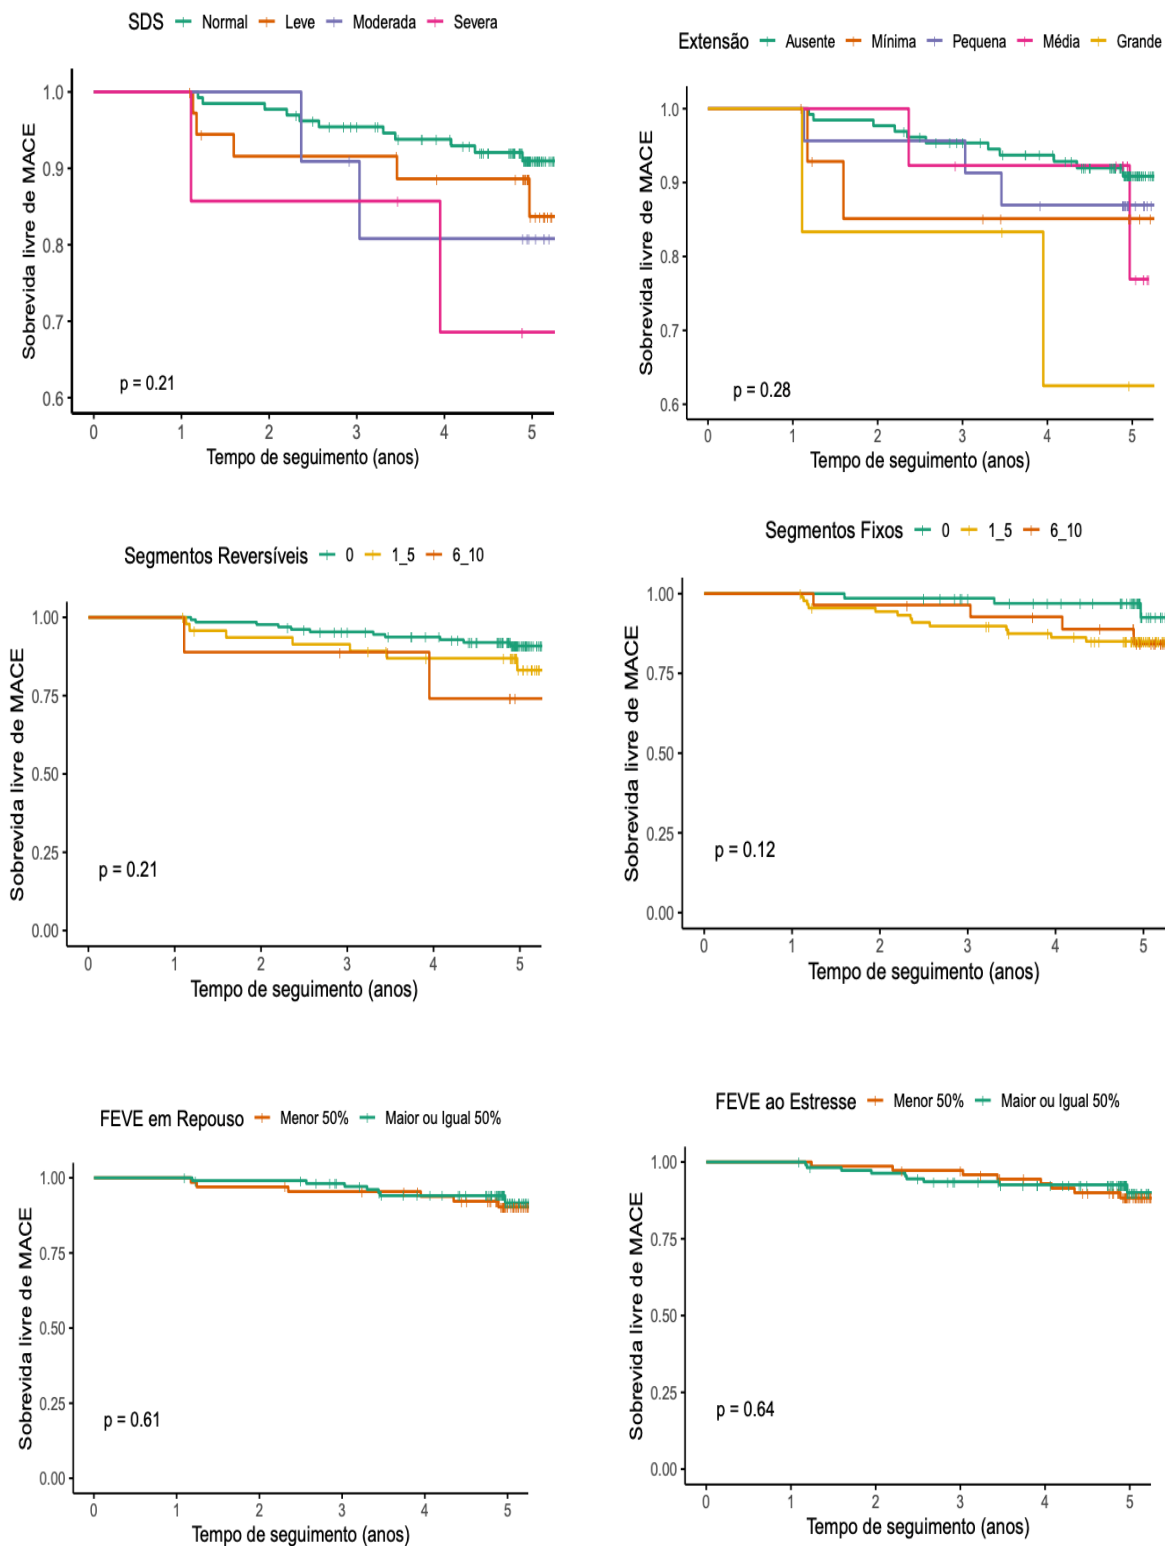 SDS Normal Leve Moderada Severa
Sobrevida livre de MACE
1.0
0.9
0.8
0.7
0.6
p = 0.21
0 1 2 3 4 5
Tempo de seguimento (anos)
Extensão Ausente Mínima Pequena Média Grande
Sobrevida livre de MACE
1.0
0.9
0.8
0.7
0.6
p = 0.28
0 1 2 3 4 5
Tempo de seguimento (anos)
Segmentos Reversíveis 0 1_5 6_10
Sobrevida livre de MACE
1.00
0.75
0.50
0.25
0.00
p = 0.21
0 1 2 3 4 5
Tempo de seguimento (anos)
Segmentos Fixos 0 1_5 6_10
Sobrevida livre de MACE
1.00
0.75
0.50
0.25
0.00
p = 0.12
0 1 2 3 4 5
Tempo de seguimento (anos)
FEVE em Repouso Menor 50% Maior ou Igual 50%
Sobrevida livre de MACE
1.00
0.75
0.50
0.25
0.00
p = 0.61
0 1 2 3 4 5
Tempo de seguimento (anos)
FEVE ao Estresse Menor 50% Maior ou Igual 50%
Sobrevida livre de MACE
1.00
0.75
0.50
0.25
0.00
p = 0.64
0 1 2 3 4 5
Tempo de seguimento (anos)